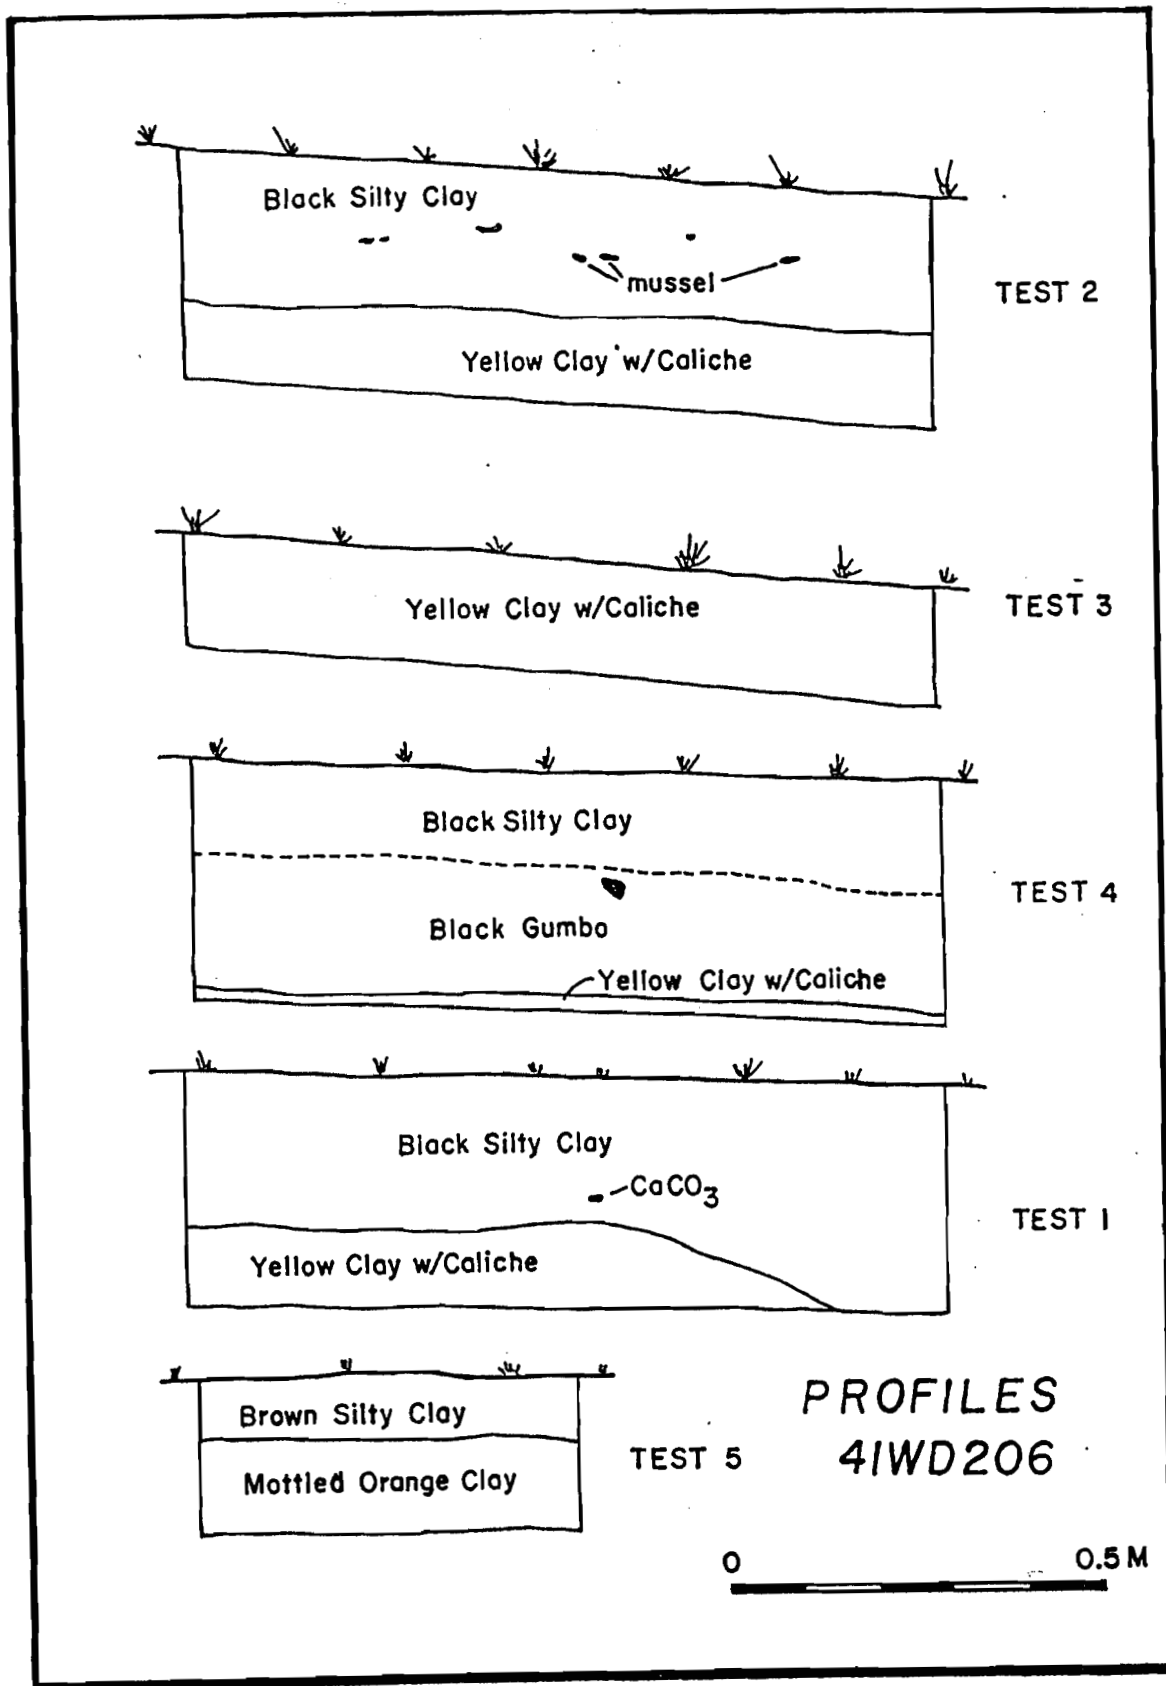 Black Silty Clay
mussel
TEST 2
Yellow Clay w/Caliche
Yellow Clay w/Caliche
TEST 3
Black Silty Clay
TEST 4
Black Gumbo
Yellow Clay w/Caliche
Black Silty Clay
CaCO3
TEST 1
Yellow Clay w/Caliche
Brown Silty Clay
TEST 5
Mottled Orange Clay
PROFILES
41WD206
0 0.5 M